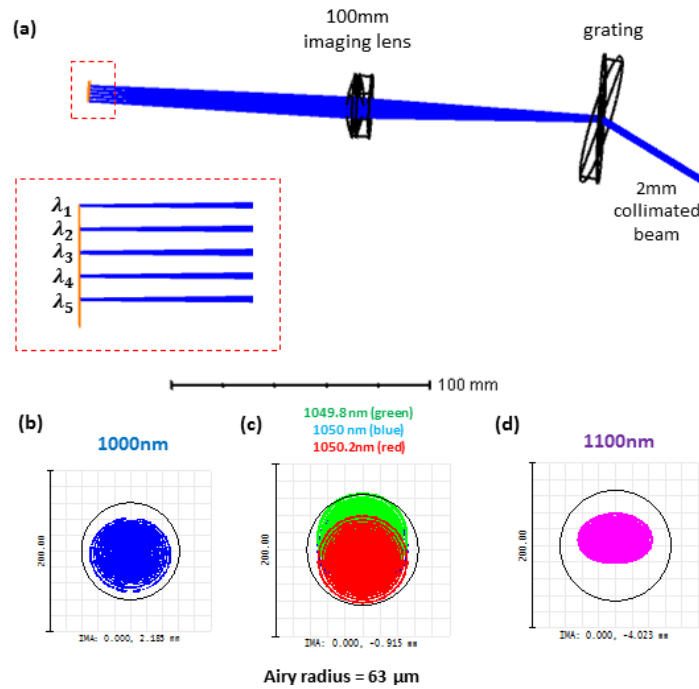 (a)
100mm
imaging lens
grating
2mm
collimated
beam
λ1
λ2
λ3
λ4
λ5
100 mm
(b)
1000nm
200.00
IMA: 0.000, 2.185 mm
(c)
1049.8 nm (green)
1050 nm (blue)
1050.2nm (red)
200.00
IMA: 0.000, -0.915 mm
(d)
1100nm
200.00
IMA: 0.000, -4.023 mm
Airy radius = 63 μm